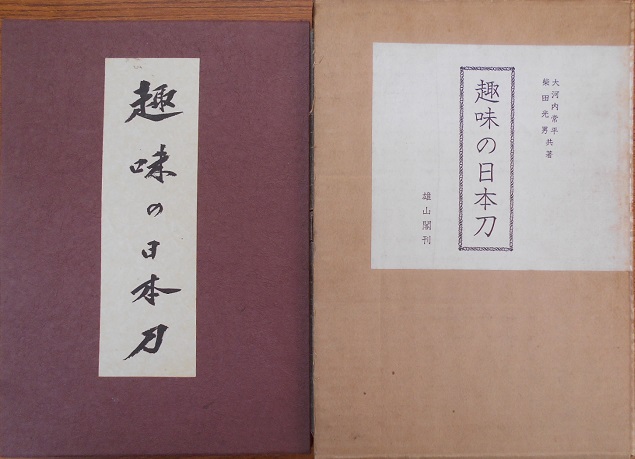 趣味の日本刀
大河内常平
柴田光男 共著
趣味の日本刀
雄山閣刊